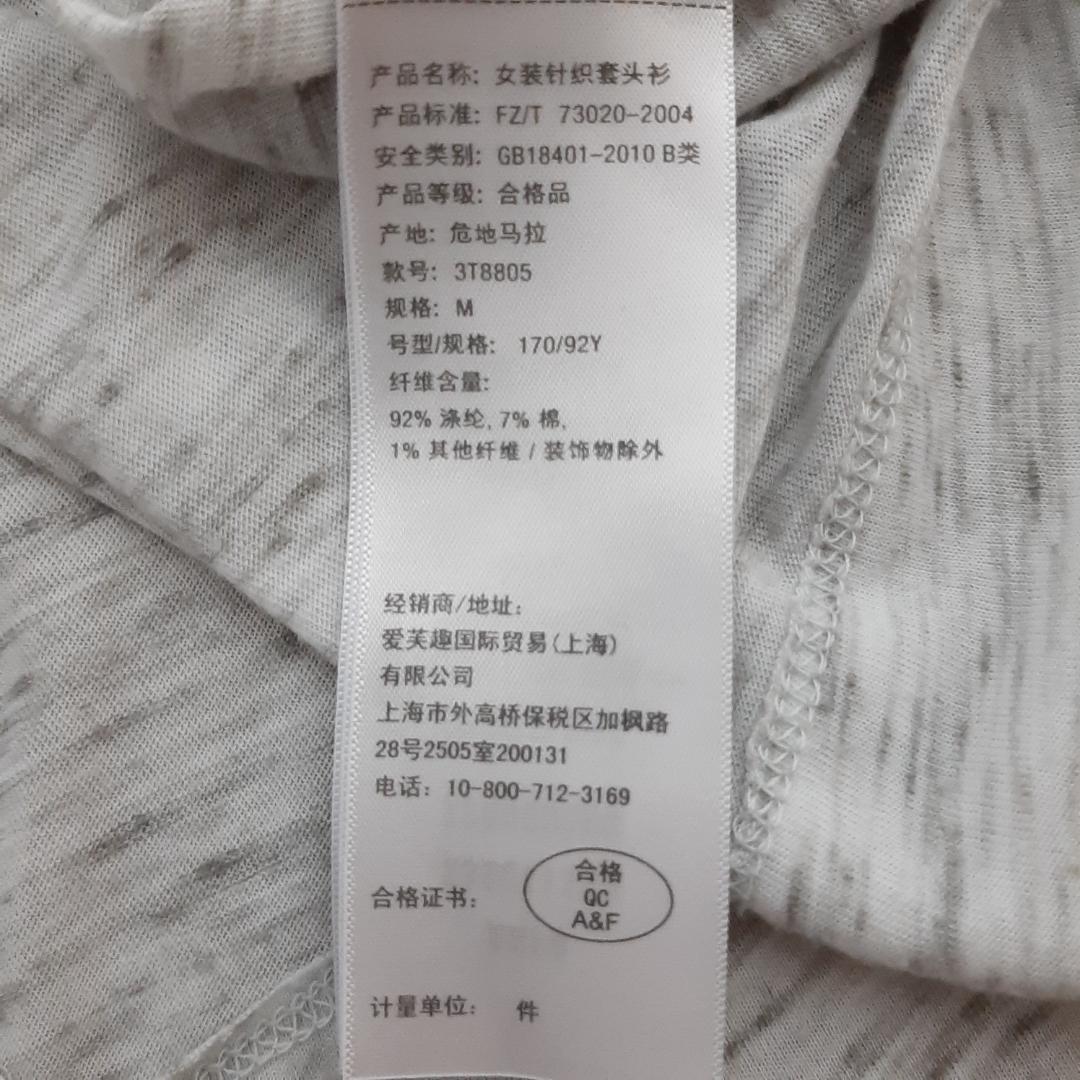 产品名称: 女装针织套头衫
产品标准: FZ/T 73020-2004
安全类别: GB18401-2010 B类
产品等级: 合格品
产地: 危地马拉
款号: 3T8805
规格: M
号型/规格: 170/92Y
纤维含量:
92% 涤纶, 7% 棉,
1% 其他纤维 / 装饰物除外
经销商/地址:
爱芙趣国际贸易(上海)
有限公司
上海市外高桥保税区加枫路
28号2505室200131
电话: 10-800-712-3169
合格证书:
合格
QC
A&F
计量单位: 件